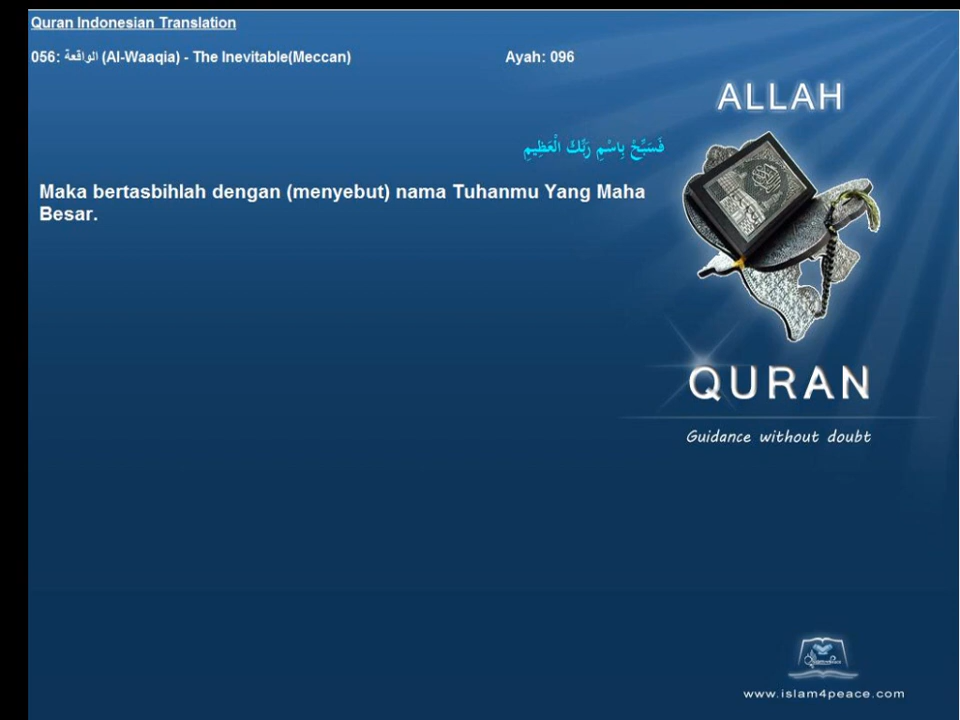 Quran Indonesian Translation
056: الواقعة (Al-Waaqia) - The Inevitable(Meccan)
Ayah: 096
ALLAH
فَسَبِّحْ بِاسْمِ رَبِّكَ الْعَظِيمِ
Maka bertasbihlah dengan (menyebut) nama Tuhanmu Yang Maha
Besar.
QURAN
Guidance without doubt
www.islam4peace.com